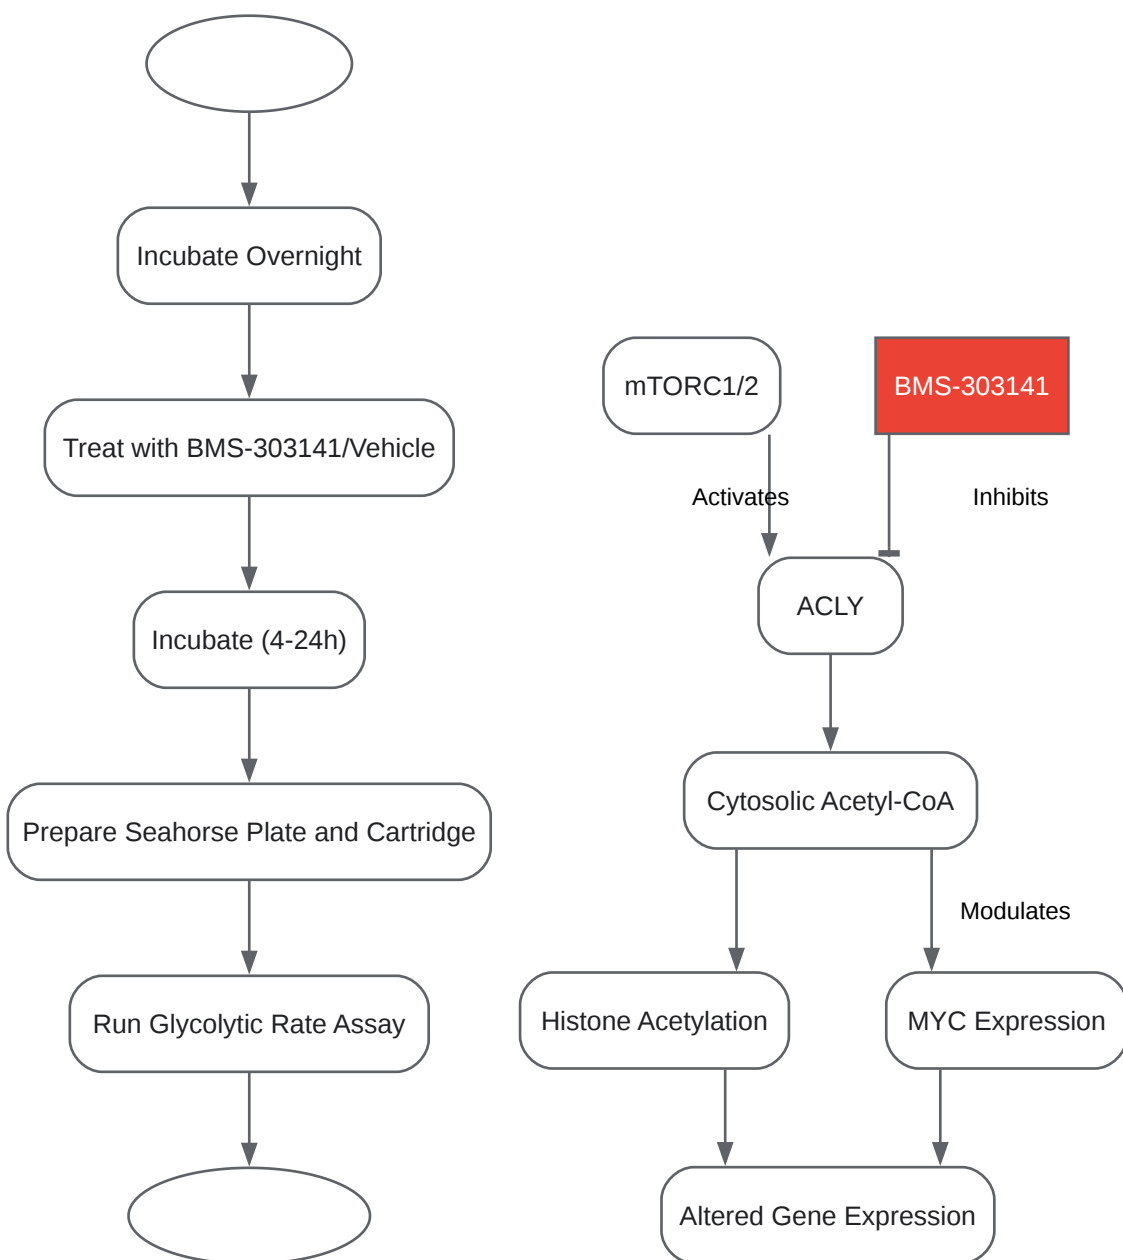 Incubate Overnight
Treat with BMS-303141/Vehicle
Incubate (4-24h)
Prepare Seahorse Plate and Cartridge
Run Glycolytic Rate Assay
mTORC1/2
BMS-303141
Activates
Inhibits
ACLY
Cytosolic Acetyl-CoA
Modulates
Histone Acetylation
MYC Expression
Altered Gene Expression